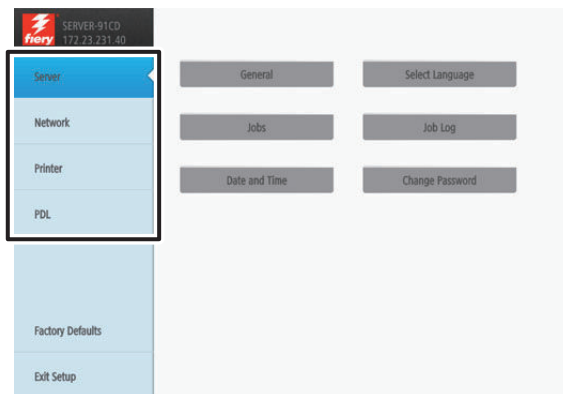 fiery
SERVER-91CD
172.23.231.40
Server
Network
Printer
PDL
Factory Defaults
Exit Setup
General
Select Language
Jobs
Job Log
Date and Time
Change Password